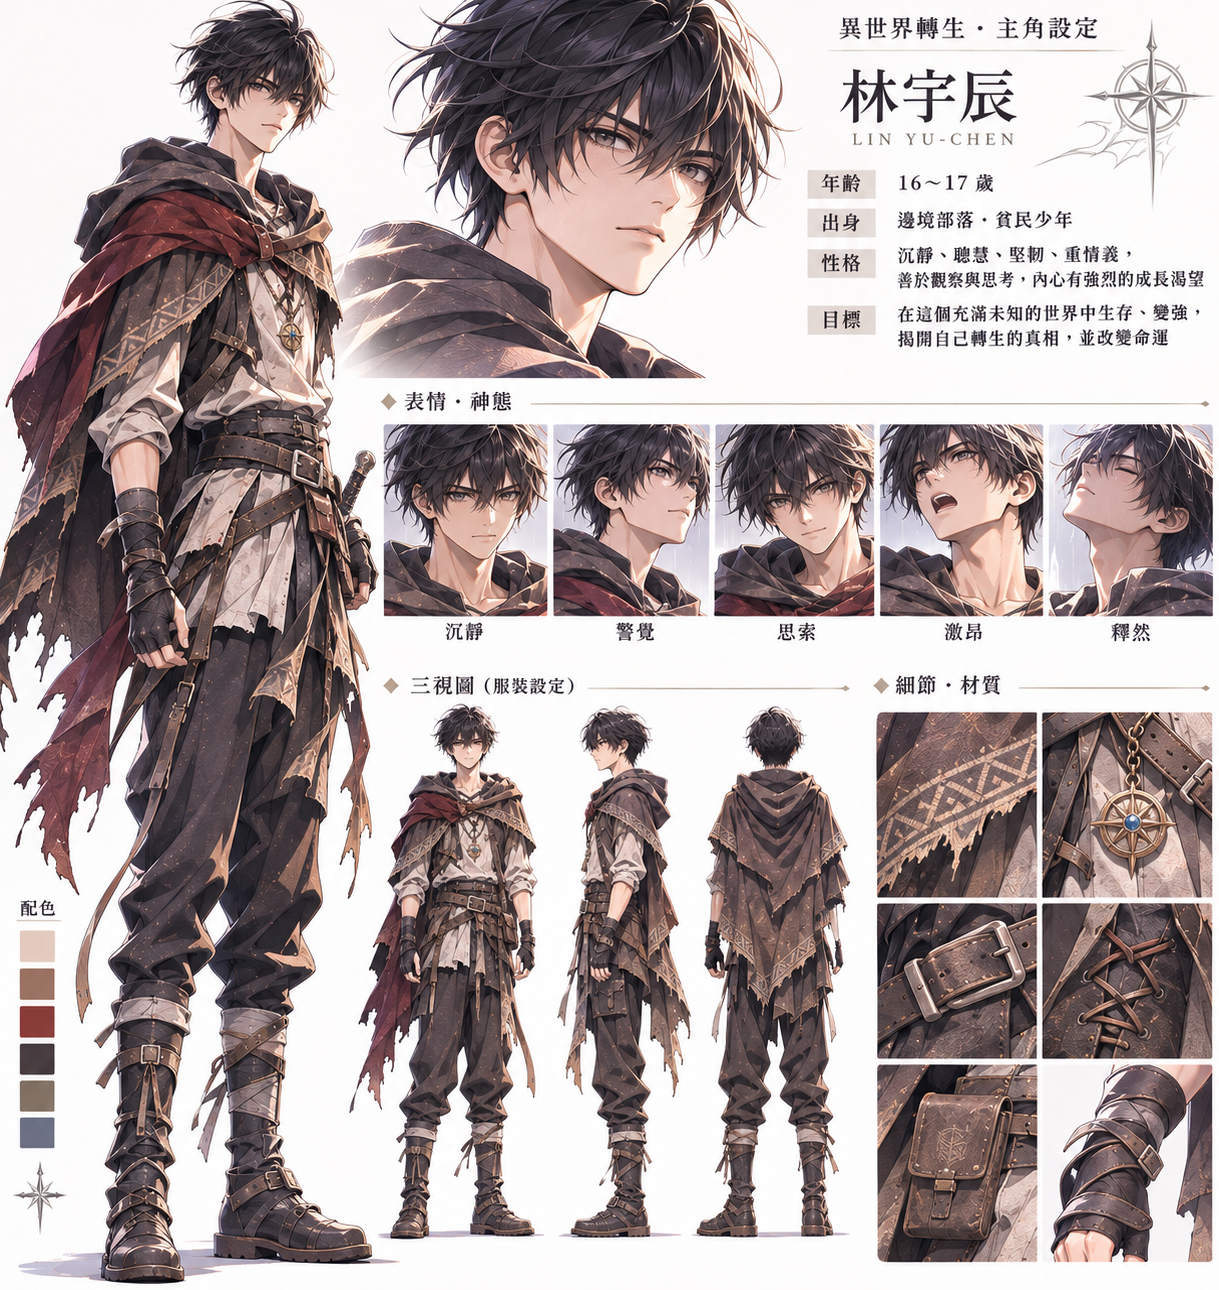 異世界轉生・主角設定
林宇辰
LIN YU-CHEN
年齡 16～17 歲
出身 邊境部落・貧民少年
性格 沉靜、聰慧、堅韌、重情義，
善於觀察與思考，內心有強烈的成長渴望
目標 在這個充滿未知的世界中生存、變強，
揭開自己轉生的真相，並改變命運
表情・神態
沉靜 警覺 思索 激昂 釋然
三視圖（服裝設定）
細節・材質
配色